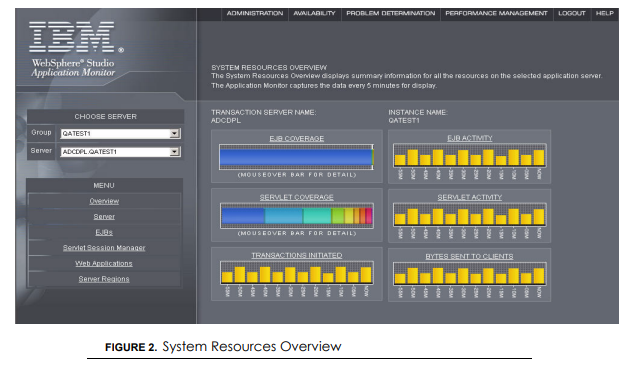 ADMINISTRATION AVAILABILITY PROBLEM DETERMINATION PERFORMANCE MANAGEMENT LOGOUT HELP
IBM®
WebSphere® Studio
Application Monitor
SYSTEM RESOURCES OVERVIEW
The System Resources Overview displays summary information for all the resources on the selected application server.
The Application Monitor captures the data every 5 minutes for display.
CHOOSE SERVER
Group QATEST1
Server ADCDPL.QATEST1
MENU
Overview
Server
EJBs
Servlet Session Manager
Web Applications
Server Regions
TRANSACTION SERVER NAME:
ADCDPL
INSTANCE NAME:
QATEST1
EJB COVERAGE
(MOUSEOVER BAR FOR DETAIL)
EJB ACTIVITY
SERVLET COVERAGE
(MOUSEOVER BAR FOR DETAIL)
SERVLET ACTIVITY
TRANSACTIONS INITIATED
BYTES SENT TO CLIENTS
FIGURE 2. System Resources Overview